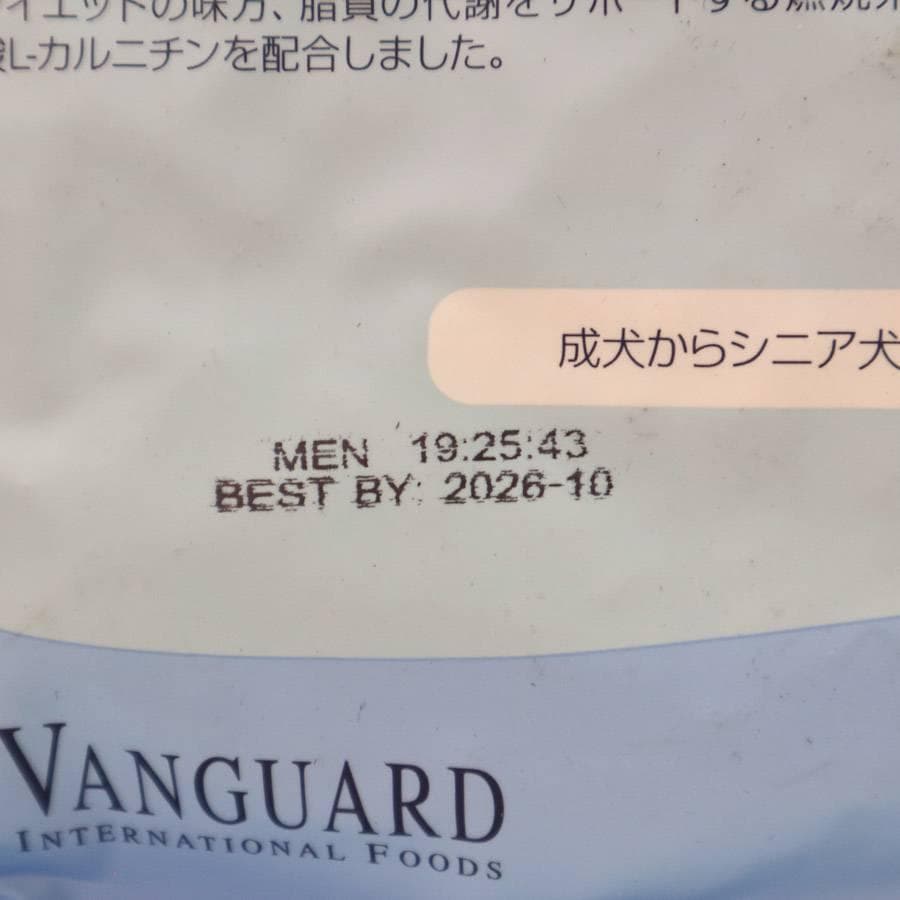 イエットの味方、脂質の代謝をサポートする燃焼系
酸L-カルニチンを配合しました。
成犬からシニア犬
MEN 19:25:43
BEST BY: 2026-10
VANGUARD
INTERNATIONAL FOODS